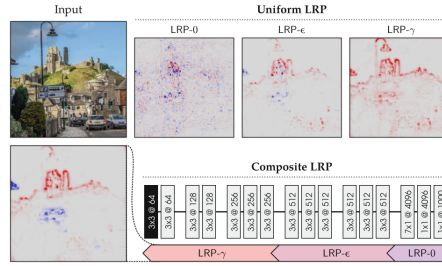 Input
Uniform LRP
LRP-0
LRP-ϵ
LRP-γ
Composite LRP
3x3 @ 64
3x3 @ 64
3x3 @ 128
3x3 @ 128
3x3 @ 256
3x3 @ 256
3x3 @ 256
3x3 @ 512
3x3 @ 512
3x3 @ 512
3x3 @ 512
3x3 @ 512
3x3 @ 512
7x1 @ 4096
1x1 @ 4096
1x1 @ 1000
LRP-γ
LRP-ϵ
LRP-0